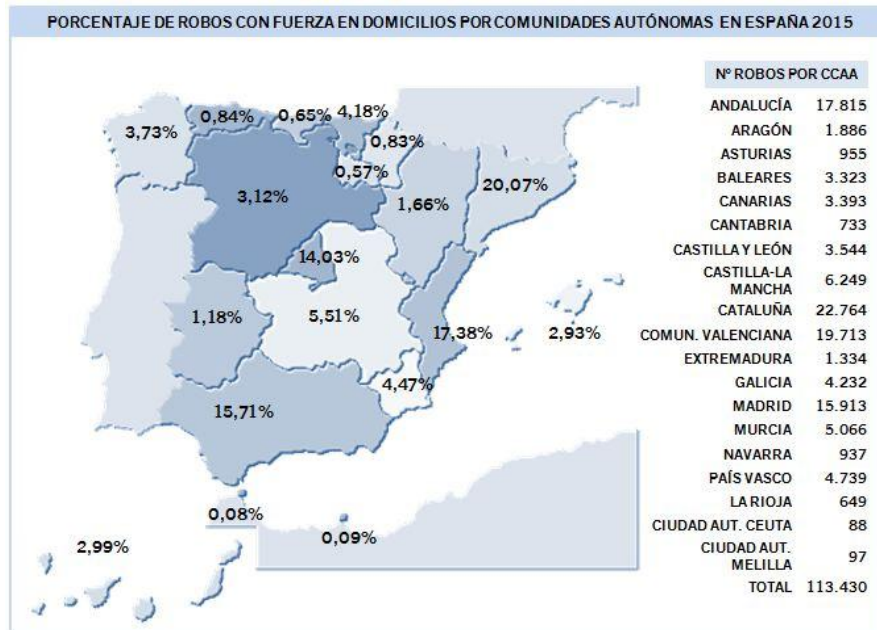 PORCENTAJE DE ROBOS CON FUERZA EN DOMICILIOS POR COMUNIDADES AUTÓNOMAS EN ESPAÑA 2015
3,73%
0,84%
0,65%
4,18%
0,83%
0,57%
3,12%
1,66%
20,07%
14,03%
1,18%
5,51%
17,38%
2,93%
4,47%
15,71%
0,08%
0,09%
2,99%
Nº ROBOS POR CCAA
ANDALUCÍA 17.815
ARAGÓN 1.886
ASTURIAS 955
BALEARES 3.323
CANARIAS 3.393
CANTABRIA 733
CASTILLA Y LEÓN 3.544
CASTILLA-LA
MANCHA 6.249
CATALUÑA 22.764
COMUN. VALENCIANA 19.713
EXTREMADURA 1.334
GALICIA 4.232
MADRID 15.913
MURCIA 5.066
NAVARRA 937
PAÍS VASCO 4.739
LA RIOJA 649
CIUDAD AUT. CEUTA 88
CIUDAD AUT.
MELILLA 97
TOTAL 113.430